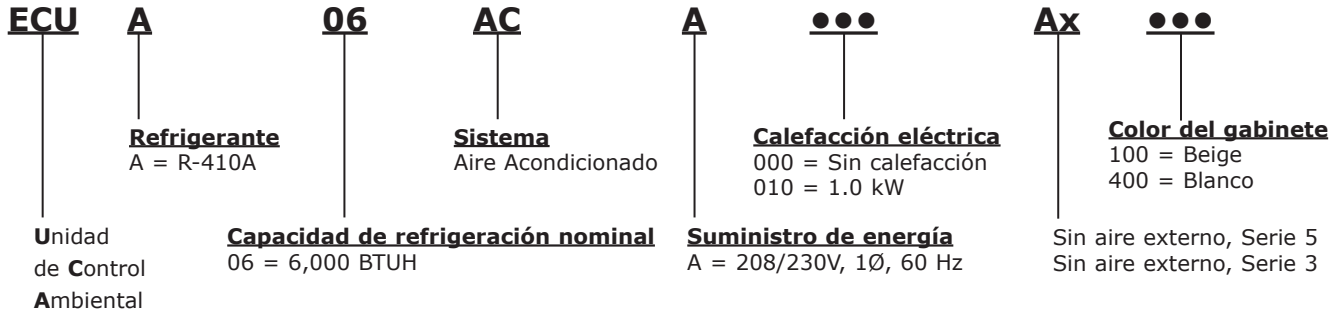 ECU A 06 AC A ●●● Ax ●●●
Refrigerante
A = R-410A
Sistema
Aire Acondicionado
Calefacción eléctrica
000 = Sin calefacción
010 = 1.0 kW
Color del gabinete
100 = Beige
400 = Blanco
Unidad
de Control
Ambiental
Capacidad de refrigeración nominal
06 = 6,000 BTUH
Suministro de energía
A = 208/230V, 1Ø, 60 Hz
Sin aire externo, Serie 5
Sin aire externo, Serie 3